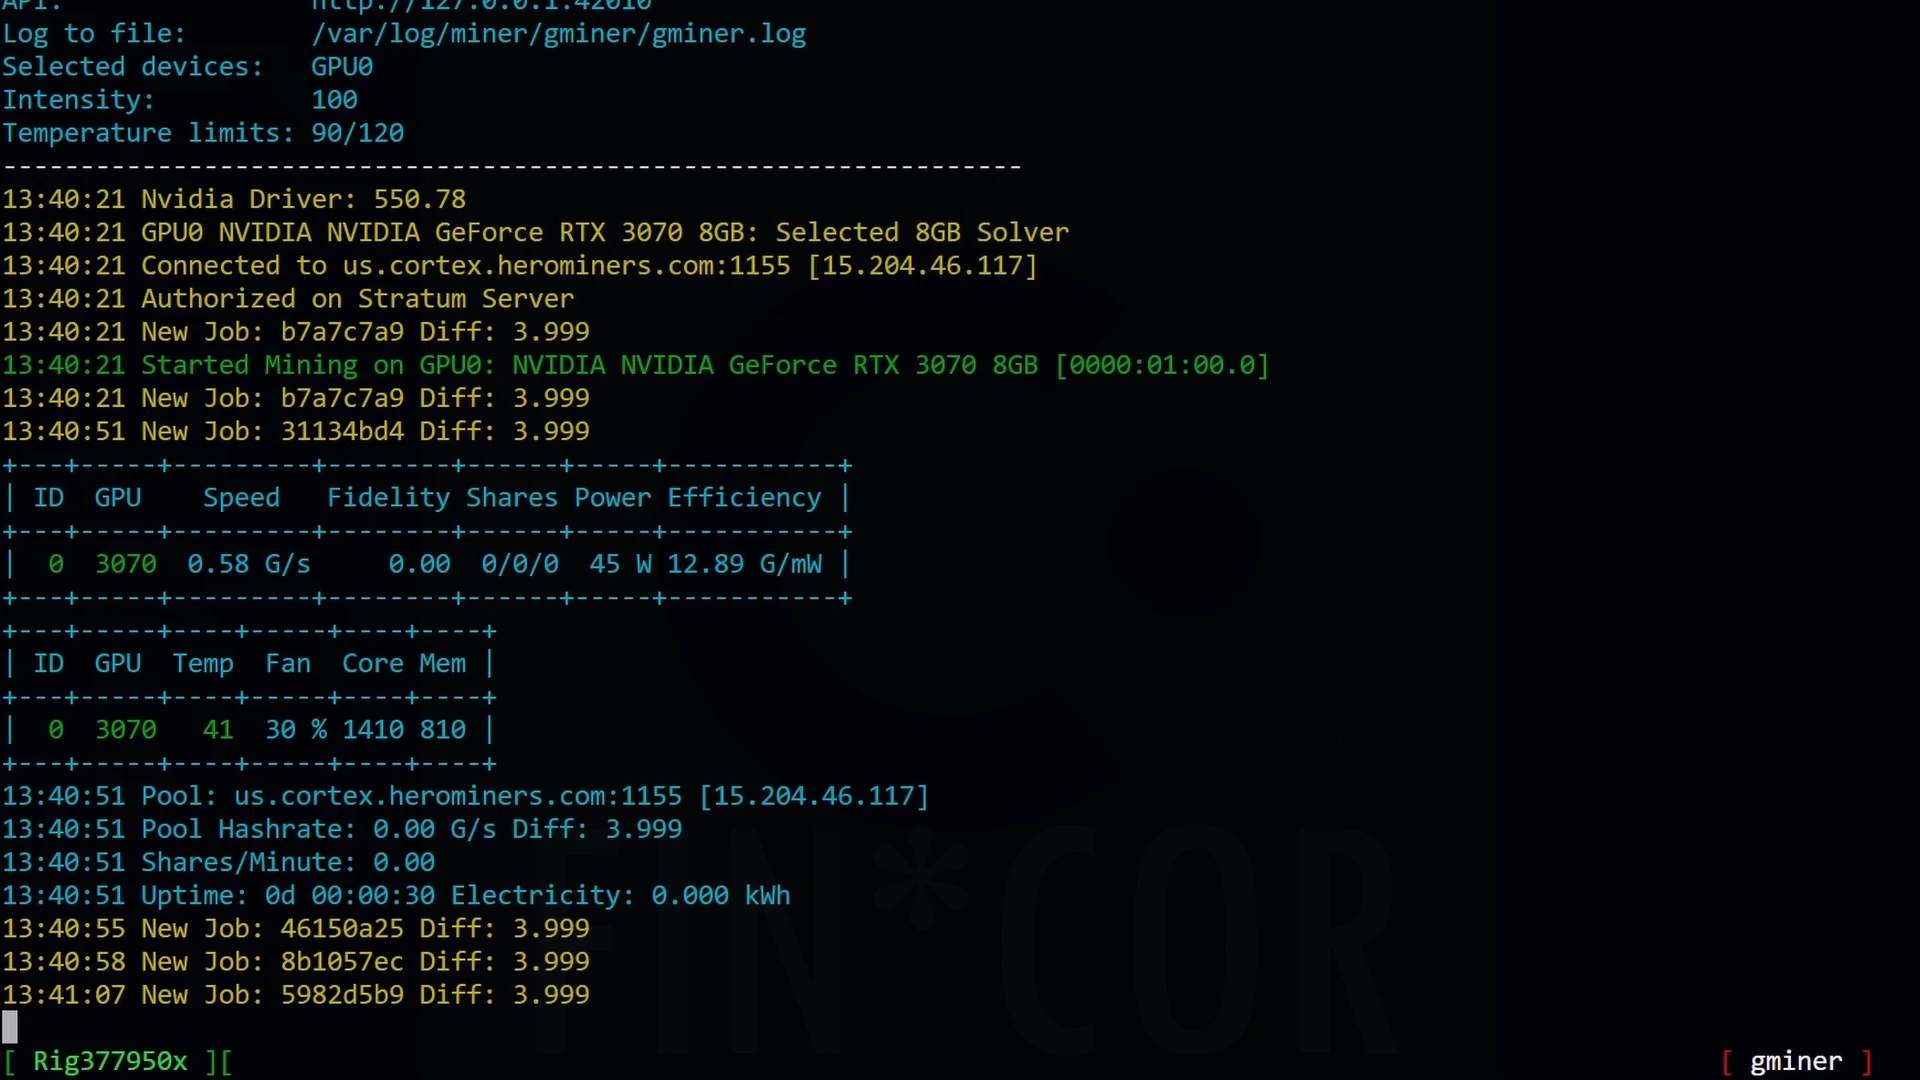 API: http://127.0.0.1:42010
Log to file: /var/log/miner/gminer/gminer.log
Selected devices: GPU0
Intensity: 100
Temperature limits: 90/120
------------------------------------------------------------------
13:40:21 Nvidia Driver: 550.78
13:40:21 GPU0 NVIDIA NVIDIA GeForce RTX 3070 8GB: Selected 8GB Solver
13:40:21 Connected to us.cortex.herominers.com:1155 [15.204.46.117]
13:40:21 Authorized on Stratum Server
13:40:21 New Job: b7a7c7a9 Diff: 3.999
13:40:21 Started Mining on GPU0: NVIDIA NVIDIA GeForce RTX 3070 8GB [0000:01:00.0]
13:40:21 New Job: b7a7c7a9 Diff: 3.999
13:40:51 New Job: 31134bd4 Diff: 3.999
+---+-----+---------+--------+------+-----+-----------+
| ID GPU Speed Fidelity Shares Power Efficiency |
+---+-----+---------+--------+------+-----+-----------+
| 0 3070 0.58 G/s 0.00 0/0/0 45 W 12.89 G/mW |
+---+-----+---------+--------+------+-----+-----------+
+---+-----+----+-----+----+----+
| ID GPU Temp Fan Core Mem |
+---+-----+----+-----+----+----+
| 0 3070 41 30 % 1410 810 |
+---+-----+----+-----+----+----+
13:40:51 Pool: us.cortex.herominers.com:1155 [15.204.46.117]
13:40:51 Pool Hashrate: 0.00 G/s Diff: 3.999
13:40:51 Shares/Minute: 0.00
13:40:51 Uptime: 0d 00:00:30 Electricity: 0.000 kWh
13:40:55 New Job: 46150a25 Diff: 3.999
13:40:58 New Job: 8b1057ec Diff: 3.999
13:41:07 New Job: 5982d5b9 Diff: 3.999
FIN*COR
[ Rig377950x ][ [ gminer ]